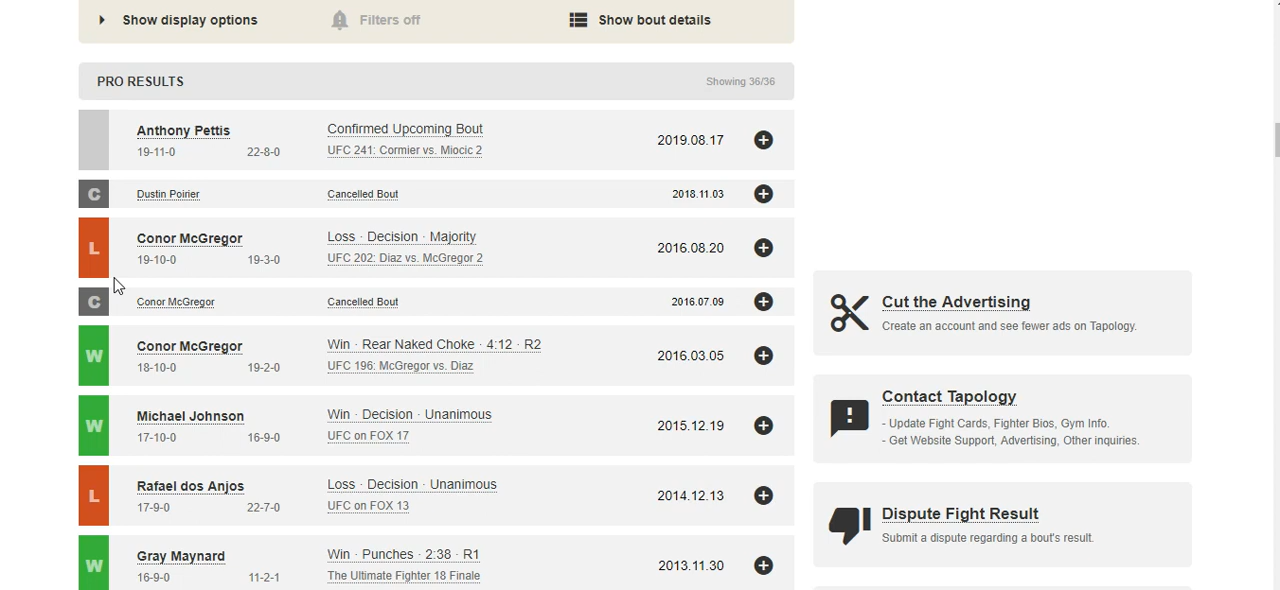 Show display options
Filters off
Show bout details
PRO RESULTS
Showing 36/36
Anthony Pettis
Confirmed Upcoming Bout
19-11-0
22-8-0
UFC 241: Cormier vs. Miocic 2
2019.08.17
C
Dustin Poirier
Cancelled Bout
2018.11.03
L
Conor McGregor
Loss · Decision · Majority
19-10-0
19-3-0
UFC 202: Diaz vs. McGregor 2
2016.08.20
C
Conor McGregor
Cancelled Bout
2016.07.09
W
Conor McGregor
Win · Rear Naked Choke · 4:12 · R2
18-10-0
19-2-0
UFC 196: McGregor vs. Diaz
2016.03.05
W
Michael Johnson
Win · Decision · Unanimous
17-10-0
16-9-0
UFC on FOX 17
2015.12.19
L
Rafael dos Anjos
Loss · Decision · Unanimous
17-9-0
22-7-0
UFC on FOX 13
2014.12.13
W
Gray Maynard
Win · Punches · 2:38 · R1
16-9-0
11-2-1
The Ultimate Fighter 18 Finale
2013.11.30
Cut the Advertising
Create an account and see fewer ads on Tapology.
Contact Tapology
- Update Fight Cards, Fighter Bios, Gym Info.
- Get Website Support, Advertising, Other inquiries.
Dispute Fight Result
Submit a dispute regarding a bout's result.